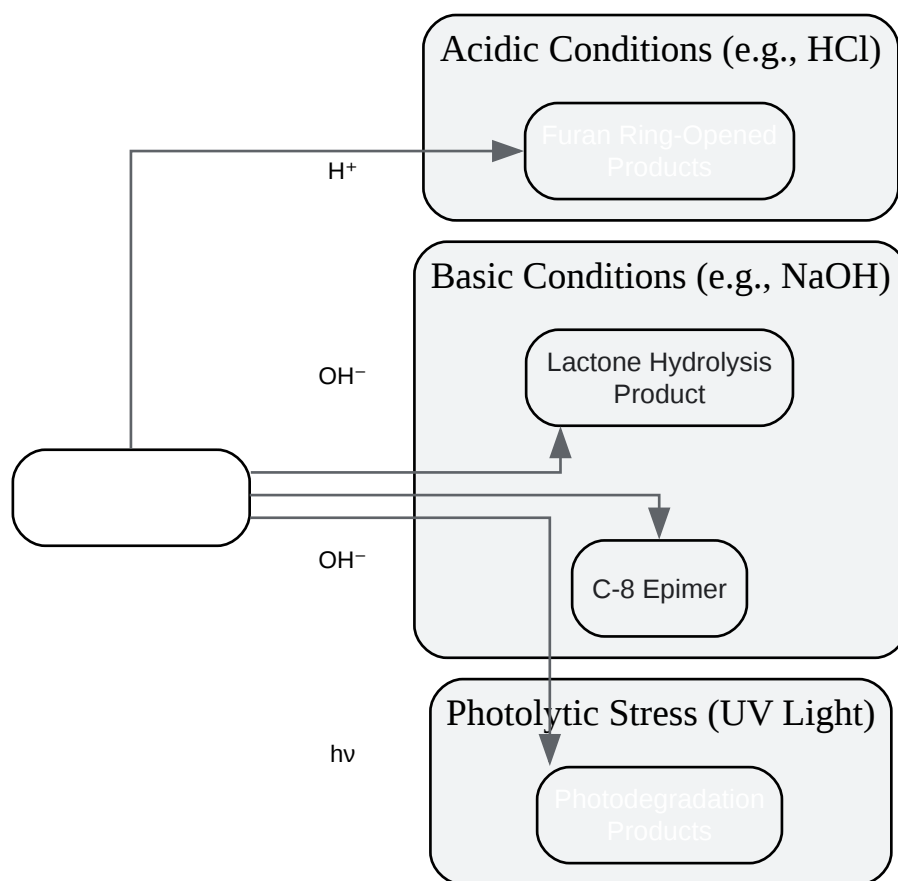 Acidic Conditions (e.g., HCl)
Furan Ring-Opened
Products
H⁺
Basic Conditions (e.g., NaOH)
Lactone Hydrolysis
Product
OH⁻
OH⁻
C-8 Epimer
Photolytic Stress (UV Light)
hν
Photodegradation
Products